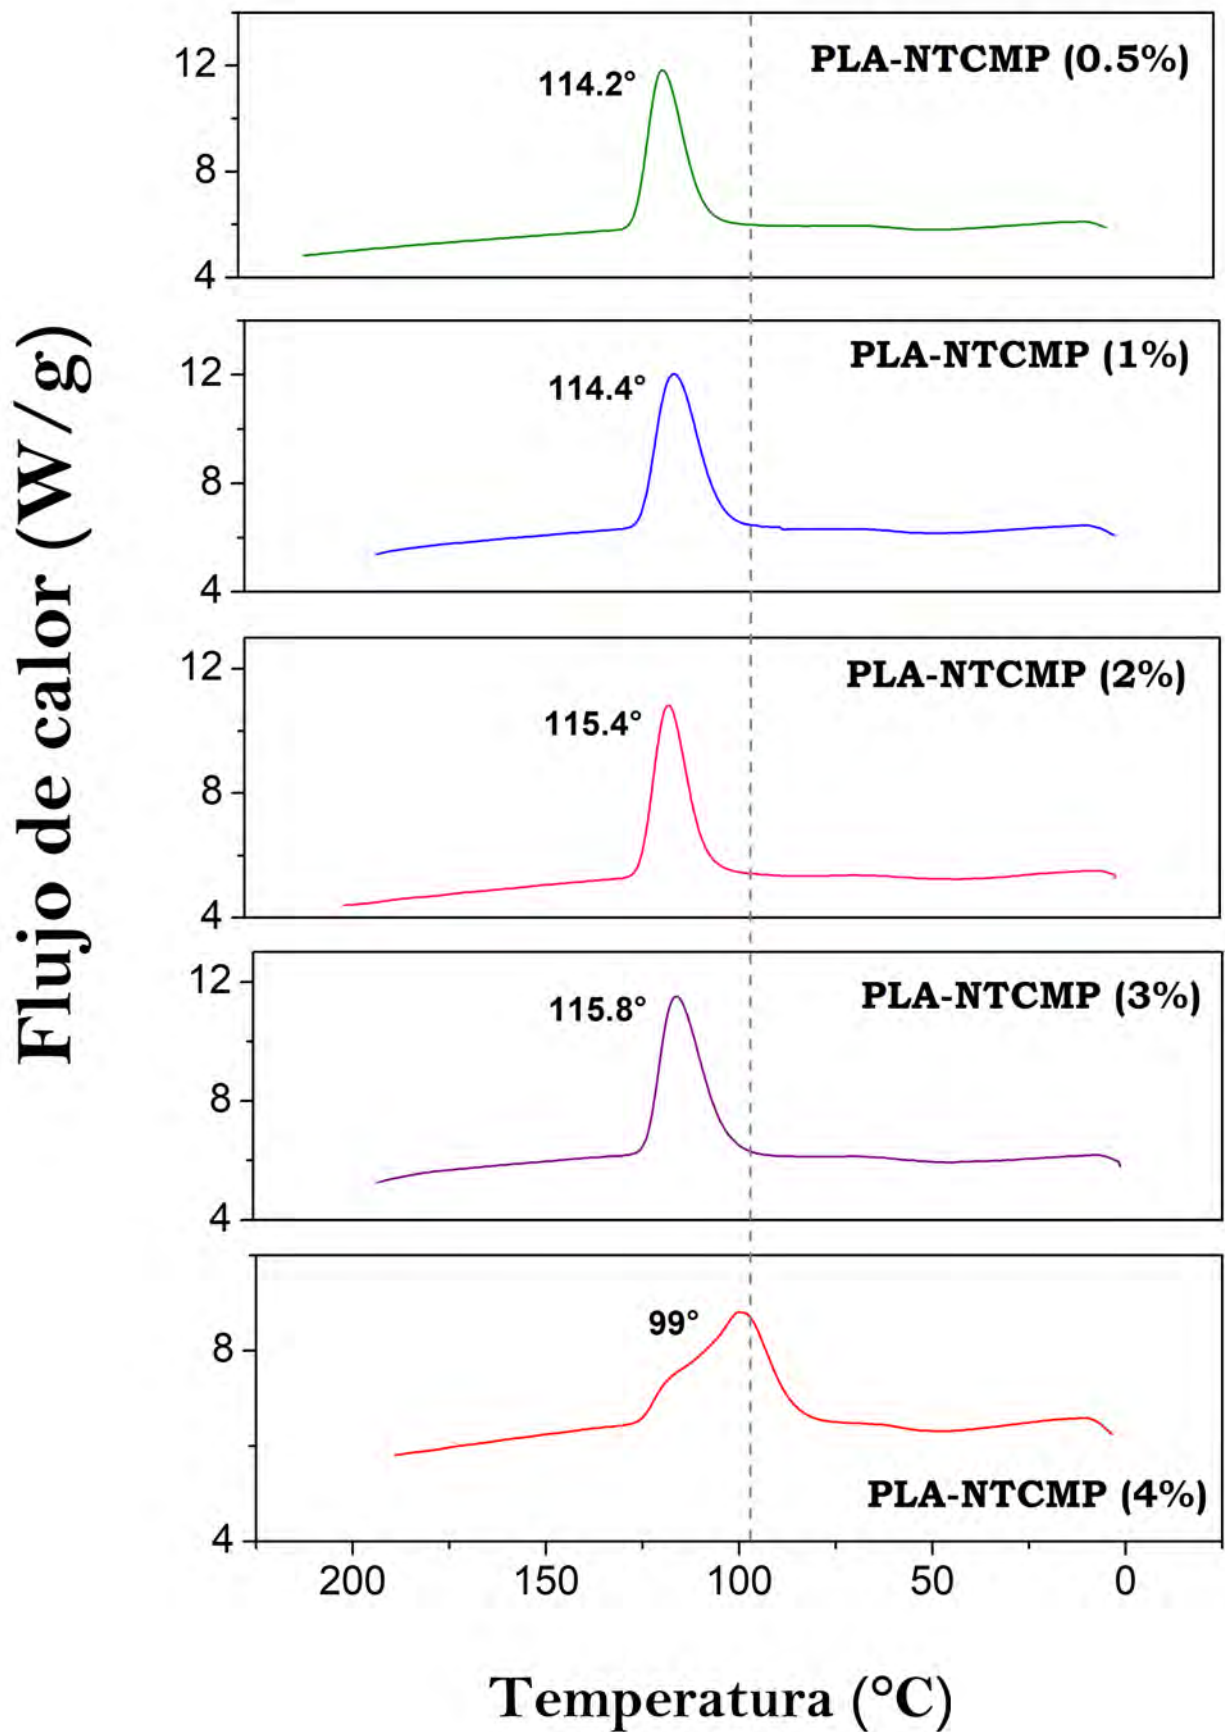 Flujo de calor (W/g)
12
8
4
114.2°
PLA-NTCMP (0.5%)
12
8
4
114.4°
PLA-NTCMP (1%)
12
8
4
115.4°
PLA-NTCMP (2%)
12
8
4
115.8°
PLA-NTCMP (3%)
8
4
99°
PLA-NTCMP (4%)
200 150 100 50 0
Temperatura (°C)